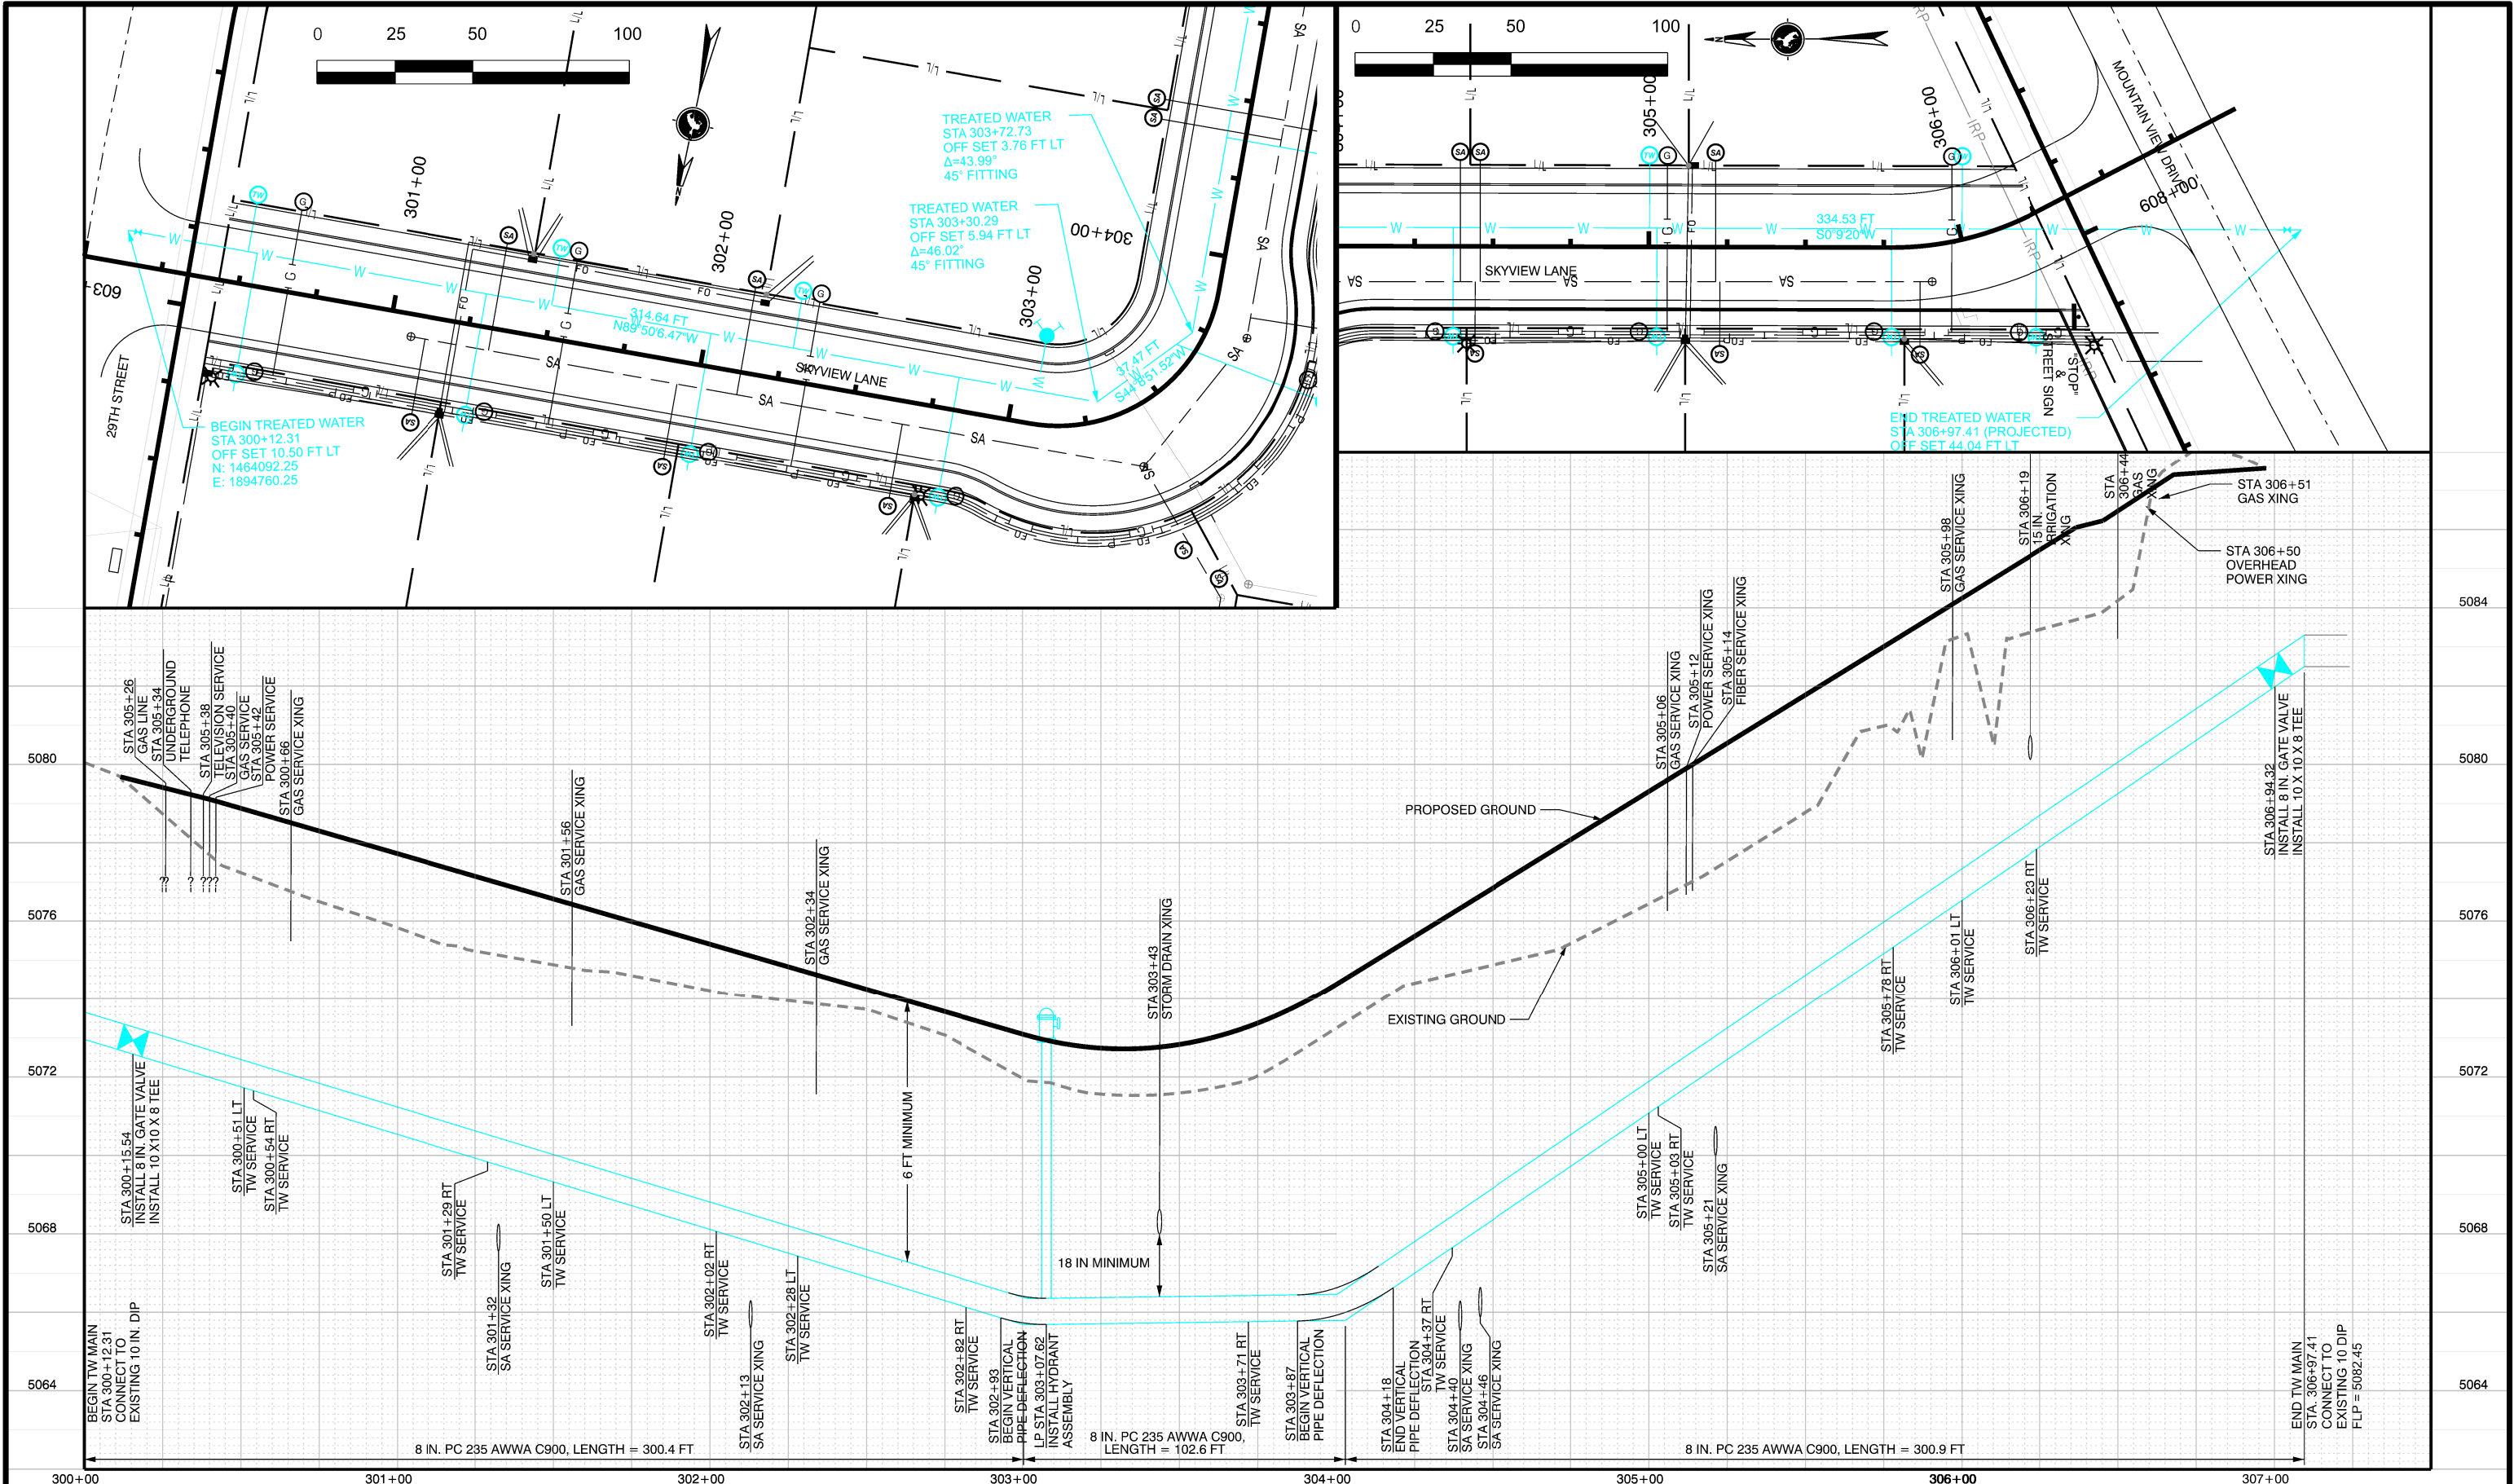 0 25 50 100
301+00
302+00
303+00
304+00
603+
29TH STREET
SKYVIEW LANE
314.64 FT
N89°50'6.47"W
37.47 FT
S44°8'51.52"W
TREATED WATER
STA 303+72.73
OFF SET 3.76 FT LT
Δ=43.99°
45° FITTING
TREATED WATER
STA 303+30.29
OFF SET 5.94 FT LT
Δ=46.02°
45° FITTING
BEGIN TREATED WATER
STA 300+12.31
OFF SET 10.50 FT LT
N: 1464092.25
E: 1894760.25
0 25 50 100
N
305+00
306+00
608+00
MOUNTAIN VIEW DRIVE
SKYVIEW LANE
334.53 FT
S0°9'20"W
"STOP"
&
STREET SIGN
END TREATED WATER
STA 306+97.41 (PROJECTED)
OFF SET 44.04 FT LT
STA 305+26
GAS LINE
STA 305+34
UNDERGROUND
TELEPHONE
STA 305+38
TELEVISION SERVICE
STA 305+40
GAS SERVICE
STA 305+42
POWER SERVICE
STA 300+66
GAS SERVICE XING
?? ? ???
STA 301+56
GAS SERVICE XING
STA 302+34
GAS SERVICE XING
STA 303+43
STORM DRAIN XING
PROPOSED GROUND
EXISTING GROUND
6 FT MINIMUM
18 IN MINIMUM
STA 305+06
GAS SERVICE XING
STA 305+12
POWER SERVICE XING
STA 305+14
FIBER SERVICE XING
STA 305+98
GAS SERVICE XING
STA 306+19
15 IN.
IRRIGATION
XING
STA
306+44
GAS
XING
STA 306+51
GAS XING
STA 306+50
OVERHEAD
POWER XING
5084
5080
5080
5076
5076
5072
5072
5068
5068
5064
5064
BEGIN TW MAIN
STA 300+12.31
CONNECT TO
EXISTING 10 IN. DIP
STA 300+15.54
INSTALL 8 IN. GATE VALVE
INSTALL 10 X10 X 8 TEE
STA 300+51 LT
TW SERVICE
STA 300+54 RT
TW SERVICE
STA 301+29 RT
TW SERVICE
STA 301+32
SA SERVICE XING
STA 301+50 LT
TW SERVICE
STA 302+02 RT
TW SERVICE
STA 302+13
SA SERVICE XING
STA 302+28 LT
TW SERVICE
STA 302+82 RT
TW SERVICE
STA 302+93
BEGIN VERTICAL
PIPE DEFLECTION
LP STA 303+07.62
INSTALL HYDRANT
ASSEMBLY
STA 303+71 RT
TW SERVICE
STA 303+87
BEGIN VERTICAL
PIPE DEFLECTION
STA 304+18
END VERTICAL
PIPE DEFLECTION
STA 304+37 RT
TW SERVICE
STA 304+40
SA SERVICE XING
STA 304+46
SA SERVICE XING
STA 305+00 LT
TW SERVICE
STA 305+03 RT
TW SERVICE
STA 305+21
SA SERVICE XING
STA 305+78 RT
TW SERVICE
STA 306+01 LT
TW SERVICE
STA 306+23 RT
TW SERVICE
STA 306+94.32
INSTALL 8 IN. GATE VALVE
INSTALL 10 X 10 X 8 TEE
END TW MAIN
STA. 306+97.41
CONNECT TO
EXISTING 10 DIP
FLP = 5082.45
8 IN. PC 235 AWWA C900, LENGTH = 300.4 FT
8 IN. PC 235 AWWA C900,
LENGTH = 102.6 FT
8 IN. PC 235 AWWA C900, LENGTH = 300.9 FT
300+00 301+00 302+00 303+00 304+00 305+00 306+00 307+00